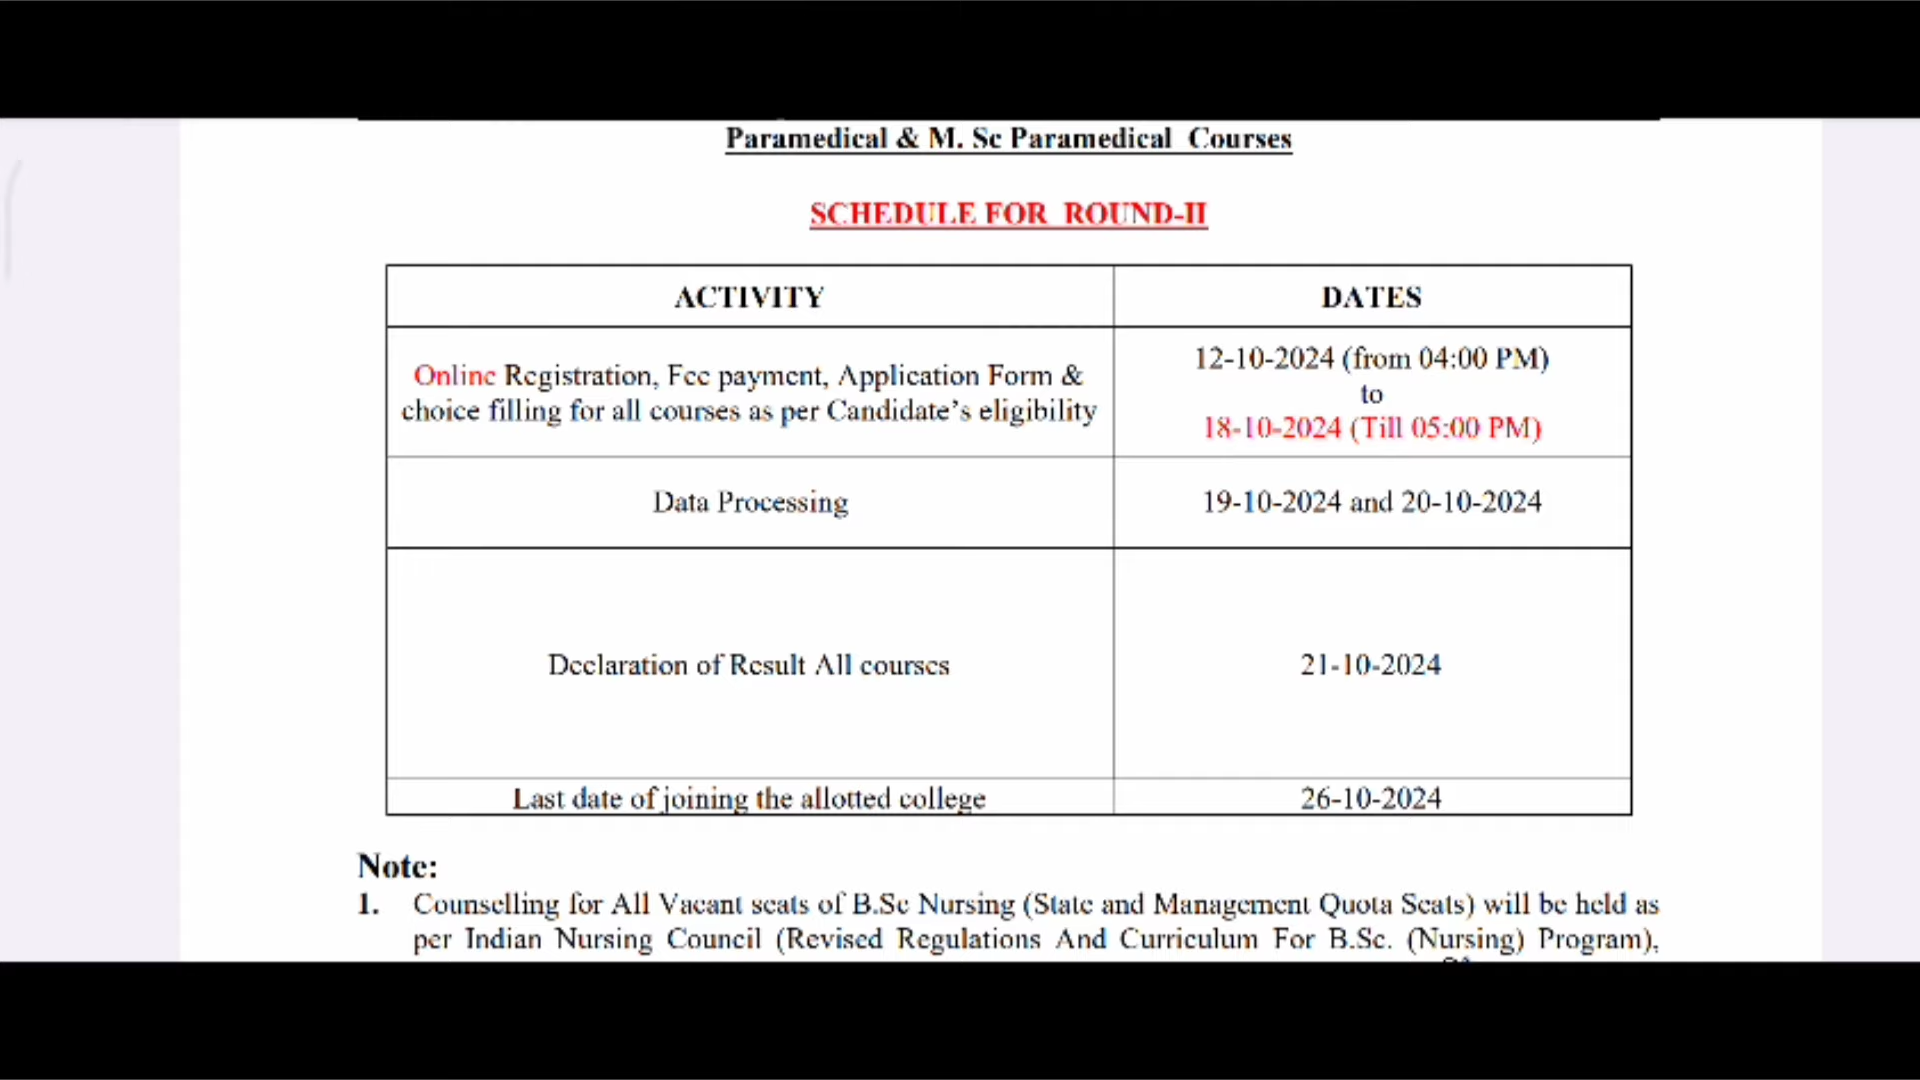 Paramedical & M. Sc Paramedical Courses
SCHEDULE FOR ROUND-II
ACTIVITY
DATES
Online Registration, Fee payment, Application Form &
choice filling for all courses as per Candidate's eligibility
12-10-2024 (from 04:00 PM)
to
18-10-2024 (Till 05:00 PM)
Data Processing
19-10-2024 and 20-10-2024
Declaration of Result All courses
21-10-2024
Last date of joining the allotted college
26-10-2024
Note:
1. Counselling for All Vacant seats of B.Sc Nursing (State and Management Quota Seats) will be held as
per Indian Nursing Council (Revised Regulations And Curriculum For B.Sc. (Nursing) Program),